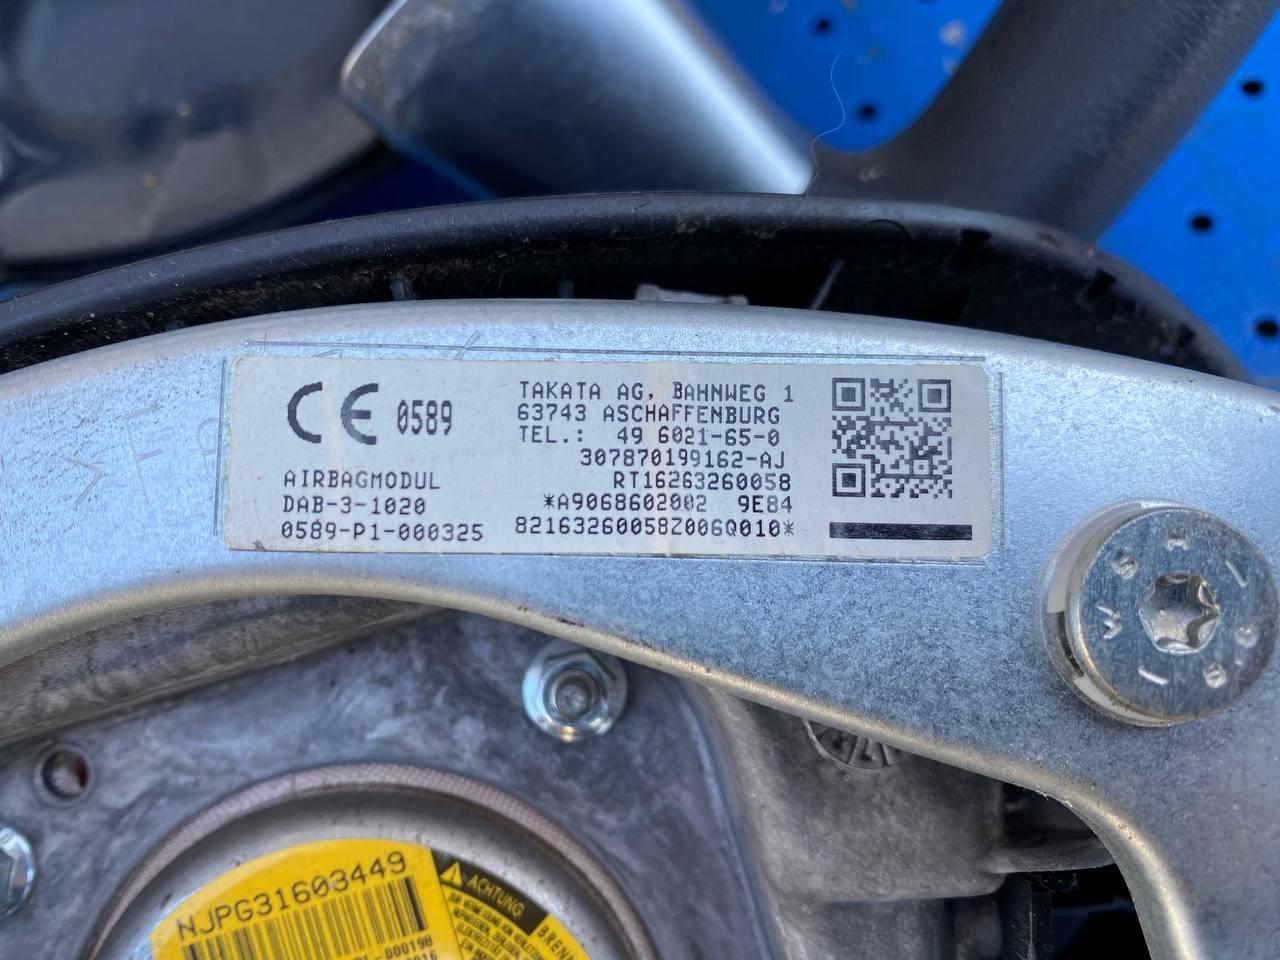 CE 0589
AIRBAGMODUL
DAB-3-1020
0589-P1-000325
TAKATA AG, BAHNWEG 1
63743 ASCHAFFENBURG
TEL.: 49 6021-65-0
307870199162-AJ
RT16263260058
*A9068602002 9E84
82163260058Z006Q010*
NJPG31603449
ACHTUNG